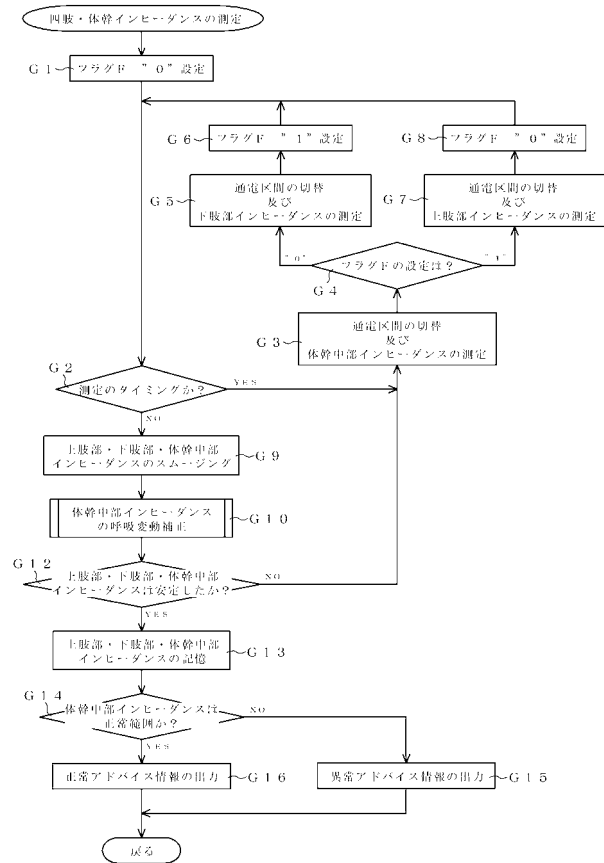 四肢・体幹インピーダンスの測定
G1
フラグF “0”設定
G6
フラグF “1”設定
G8
フラグF “0”設定
G5
通電区間の切替
及び
下肢部インピーダンスの測定
G7
通電区間の切替
及び
上肢部インピーダンスの測定
“0”
フラグFの設定は?
“1”
G4
G3
通電区間の切替
及び
体幹中部インピーダンスの測定
G2
測定のタイミングか?
YES
NO
上肢部・下肢部・体幹中部
インピーダンスのスムージング
G9
体幹中部インピーダンス
の呼吸変動補正
G10
G12
上肢部・下肢部・体幹中部
インピーダンスは安定したか?
NO
YES
上肢部・下肢部・体幹中部
インピーダンスの記憶
G13
G14
体幹中部インピーダンスは
正常範囲か?
NO
YES
正常アドバイス情報の出力
G16
異常アドバイス情報の出力
G15
戻る